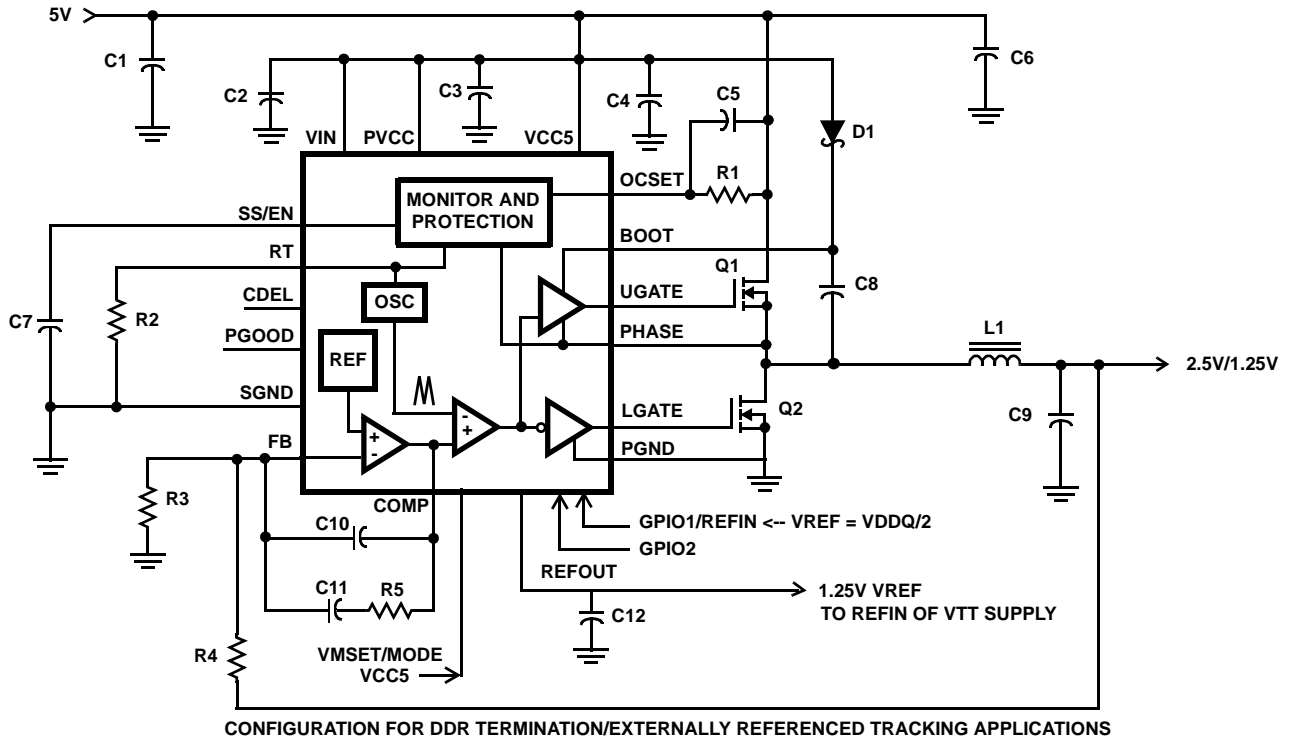 5V
C1
C2
C3
C4
C5
C6
VIN
PVCC
VCC5
D1
OCSET
R1
MONITOR AND
PROTECTION
SS/EN
RT
BOOT
Q1
C8
OSC
UGATE
CDEL
C7
R2
PGOOD
REF
PHASE
L1
2.5V/1.25V
SGND
LGATE
Q2
C9
+
-
-
+
FB
PGND
R3
COMP
C10
GPIO1/REFIN <-- VREF = VDDQ/2
GPIO2
REFOUT
C11
R5
1.25V VREF
TO REFIN OF VTT SUPPLY
C12
R4
VMSET/MODE
VCC5
CONFIGURATION FOR DDR TERMINATION/EXTERNALLY REFERENCED TRACKING APPLICATIONS